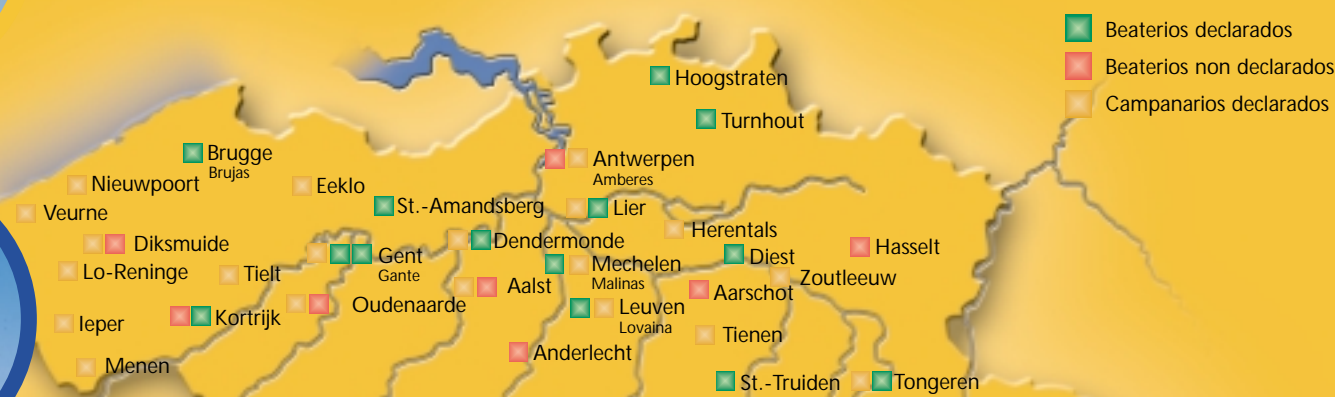 Beaterios declarados
Beaterios non declarados
Campanarios declarados
Hoogstraten
Turnhout
Brugge
Brujas
Antwerpen
Amberes
Nieuwpoort
Eeklo
Veurne
St.-Amandsberg
Lier
Herentals
Diksmuide
Dendermonde
Hasselt
Gent
Gante
Diest
Lo-Reninge
Tielt
Mechelen
Malinas
Zoutleeuw
Aalst
Aarschot
Oudenaarde
Leuven
Lovaina
Ieper
Kortrijk
Tienen
Anderlecht
Menen
St.-Truiden
Tongeren